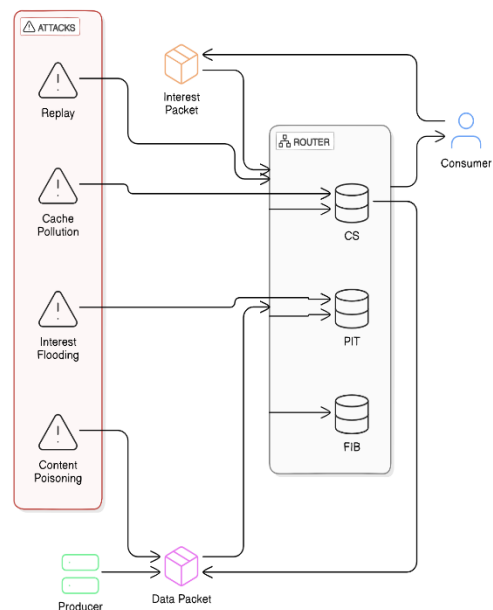 ATTACKS
Replay
Cache
Pollution
Interest
Flooding
Content
Poisoning
Interest
Packet
ROUTER
CS
PIT
FIB
Consumer
Producer
Data Packet